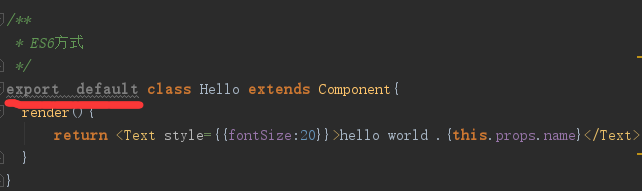 /**
* ES6方式
*/
export default class Hello extends Component{
render(){
return <Text style={{fontSize:20}}>hello world .{this.props.name}</Text>
}
}